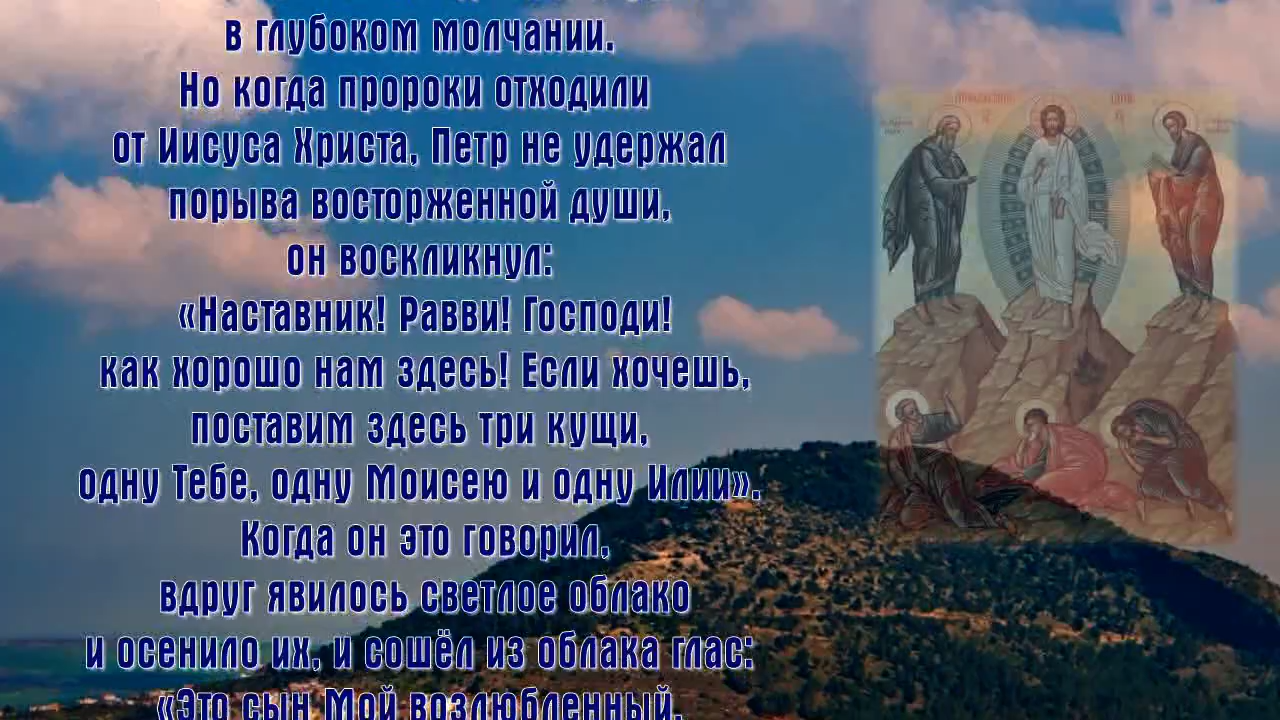 в глубоком молчании.
Но когда пророки отходили
от Иисуса Христа, Петр не удержал
порыва восторженной души,
он воскликнул:
«Наставник! Равви! Господи!
как хорошо нам здесь! Если хочешь,
поставим здесь три кущи,
одну Тебе, одну Моисею и одну Илии».
Когда он это говорил,
вдруг явилось светлое облако
и осенило их, и сошёл из облака глас:
«Это сын Мой возлюбленный,